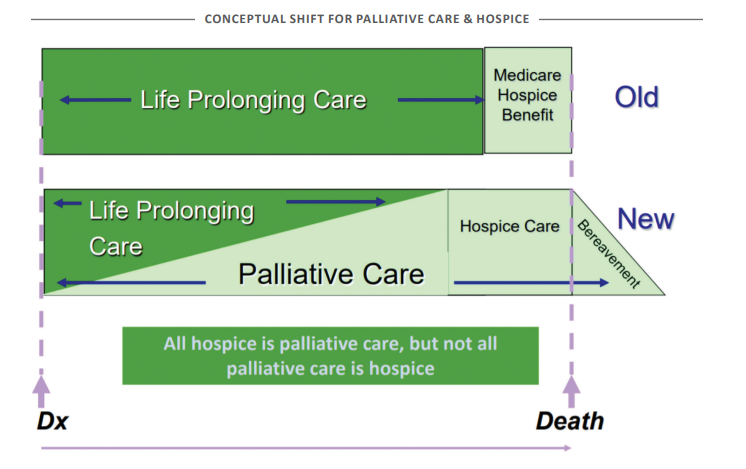 CONCEPTUAL SHIFT FOR PALLIATIVE CARE & HOSPICE
Life Prolonging Care
Medicare
Hospice
Benefit
Old
Life Prolonging
Care
Palliative Care
Hospice Care
Bereavement
New
All hospice is palliative care, but not all
palliative care is hospice
Dx
Death